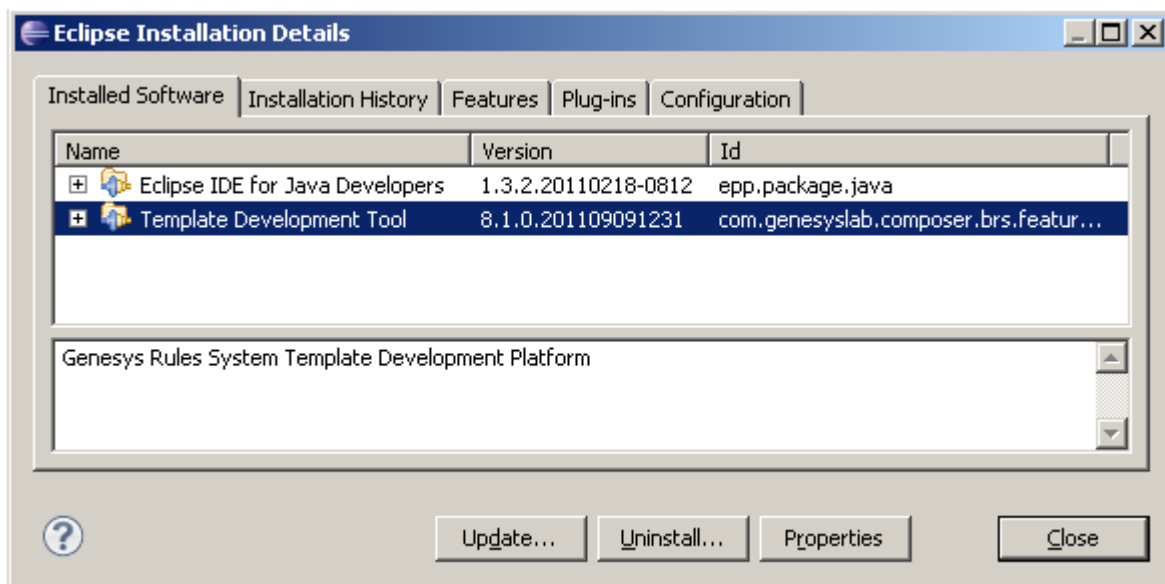 Eclipse Installation Details
Installed Software Installation History Features Plug-ins Configuration
Name Version Id
Eclipse IDE for Java Developers 1.3.2.20110218-0812 epp.package.java
Template Development Tool 8.1.0.201109091231 com.genesyslab.composer.brs.featur...
Genesys Rules System Template Development Platform
? Update... Uninstall... Properties Close